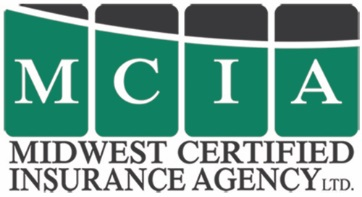 MCIA
MIDWEST CERTIFIED
INSURANCE AGENCY LTD.